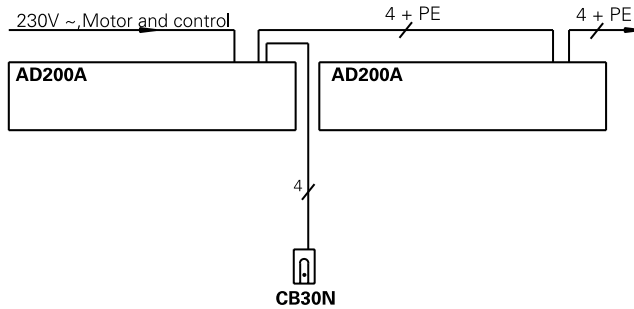 230V ~,Motor and control
4 + PE
4 + PE
AD200A
AD200A
4
CB30N